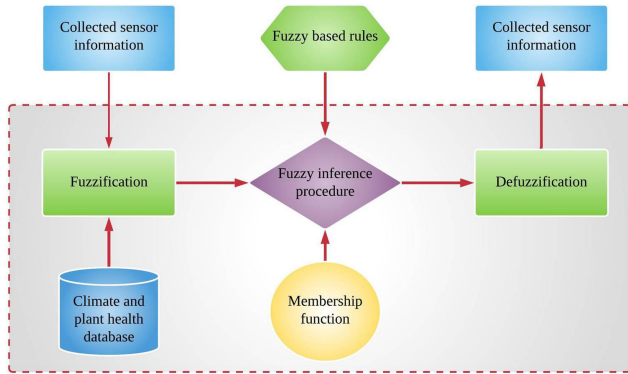 Collected sensor
information
Fuzzy based rules
Collected sensor
information
Fuzzification
Fuzzy inference
procedure
Defuzzification
Climate and
plant health
database
Membership
function